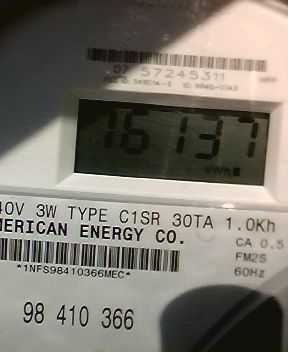 57245311
16137
kWh
40V 3W TYPE C1SR 30TA 1.0Kh
MERICAN ENERGY CO.
CA 0.5
*1NFS98410366MEC*
FM2S
60Hz
98 410 366